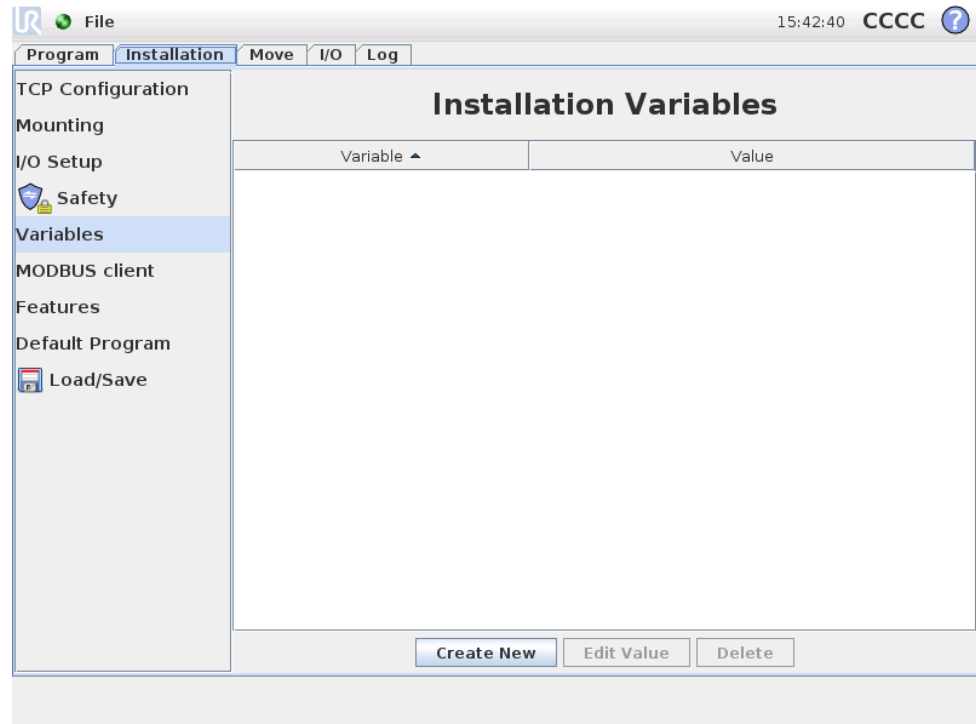 UR File 15:42:40 CCCC ?
Program Installation Move I/O Log
TCP Configuration
Mounting
I/O Setup
Safety
Variables
MODBUS client
Features
Default Program
Load/Save
Installation Variables
Variable Value
Create New Edit Value Delete